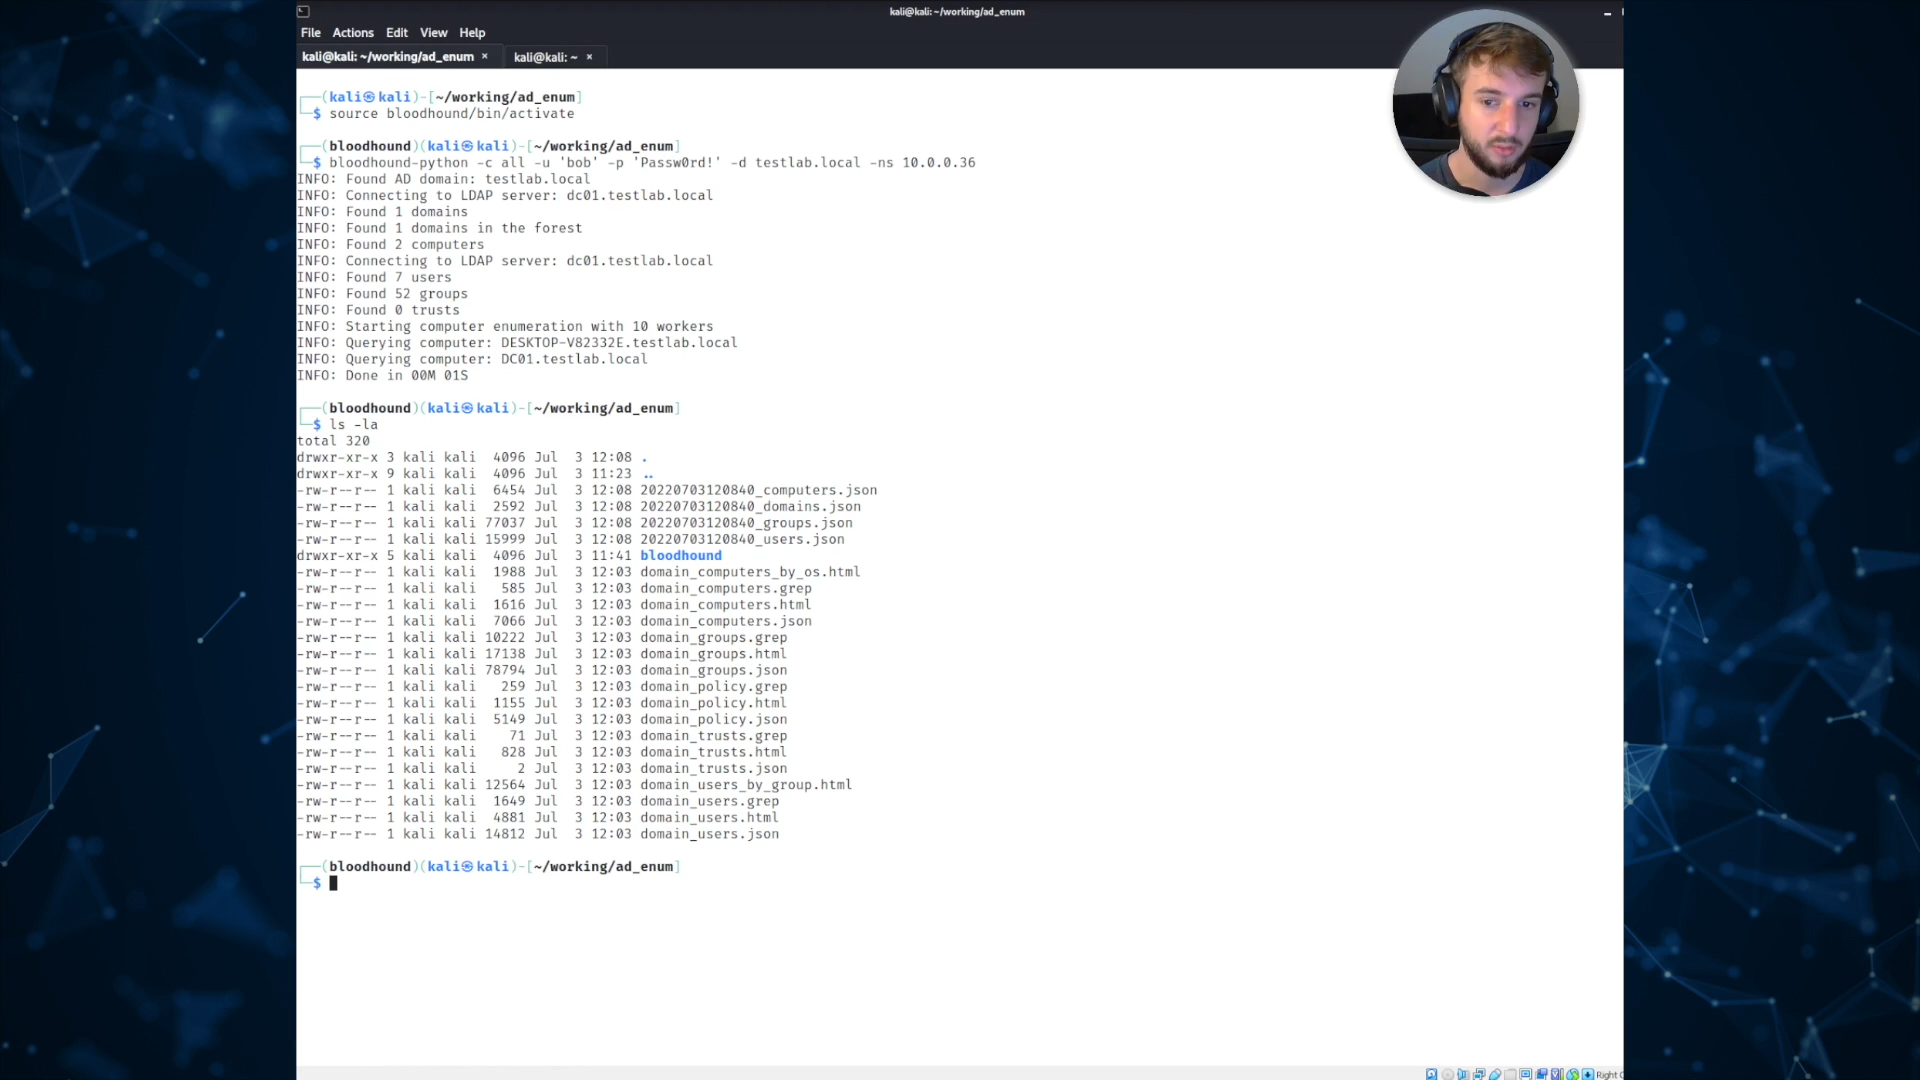 kali@kali: ~/working/ad_enum
File Actions Edit View Help
kali@kali: ~/working/ad_enum × kali@kali: ~ ×
┌──(kali㉿kali)-[~/working/ad_enum]
└─$ source bloodhound/bin/activate
┌──(bloodhound)(kali㉿kali)-[~/working/ad_enum]
└─$ bloodhound-python -c all -u 'bob' -p 'Passw0rd!' -d testlab.local -ns 10.0.0.36
INFO: Found AD domain: testlab.local
INFO: Connecting to LDAP server: dc01.testlab.local
INFO: Found 1 domains
INFO: Found 1 domains in the forest
INFO: Found 2 computers
INFO: Connecting to LDAP server: dc01.testlab.local
INFO: Found 7 users
INFO: Found 52 groups
INFO: Found 0 trusts
INFO: Starting computer enumeration with 10 workers
INFO: Querying computer: DESKTOP-V82332E.testlab.local
INFO: Querying computer: DC01.testlab.local
INFO: Done in 00M 01S
┌──(bloodhound)(kali㉿kali)-[~/working/ad_enum]
└─$ ls -la
total 320
drwxr-xr-x 3 kali kali 4096 Jul 3 12:08 .
drwxr-xr-x 9 kali kali 4096 Jul 3 11:23 ..
-rw-r--r-- 1 kali kali 6454 Jul 3 12:08 20220703120840_computers.json
-rw-r--r-- 1 kali kali 2592 Jul 3 12:08 20220703120840_domains.json
-rw-r--r-- 1 kali kali 77037 Jul 3 12:08 20220703120840_groups.json
-rw-r--r-- 1 kali kali 15999 Jul 3 12:08 20220703120840_users.json
drwxr-xr-x 5 kali kali 4096 Jul 3 11:41 bloodhound
-rw-r--r-- 1 kali kali 1988 Jul 3 12:03 domain_computers_by_os.html
-rw-r--r-- 1 kali kali 585 Jul 3 12:03 domain_computers.grep
-rw-r--r-- 1 kali kali 1616 Jul 3 12:03 domain_computers.html
-rw-r--r-- 1 kali kali 7066 Jul 3 12:03 domain_computers.json
-rw-r--r-- 1 kali kali 10222 Jul 3 12:03 domain_groups.grep
-rw-r--r-- 1 kali kali 17138 Jul 3 12:03 domain_groups.html
-rw-r--r-- 1 kali kali 78794 Jul 3 12:03 domain_groups.json
-rw-r--r-- 1 kali kali 259 Jul 3 12:03 domain_policy.grep
-rw-r--r-- 1 kali kali 1155 Jul 3 12:03 domain_policy.html
-rw-r--r-- 1 kali kali 5149 Jul 3 12:03 domain_policy.json
-rw-r--r-- 1 kali kali 71 Jul 3 12:03 domain_trusts.grep
-rw-r--r-- 1 kali kali 828 Jul 3 12:03 domain_trusts.html
-rw-r--r-- 1 kali kali 2 Jul 3 12:03 domain_trusts.json
-rw-r--r-- 1 kali kali 12564 Jul 3 12:03 domain_users_by_group.html
-rw-r--r-- 1 kali kali 1649 Jul 3 12:03 domain_users.grep
-rw-r--r-- 1 kali kali 4881 Jul 3 12:03 domain_users.html
-rw-r--r-- 1 kali kali 14812 Jul 3 12:03 domain_users.json
┌──(bloodhound)(kali㉿kali)-[~/working/ad_enum]
└─$
Right C